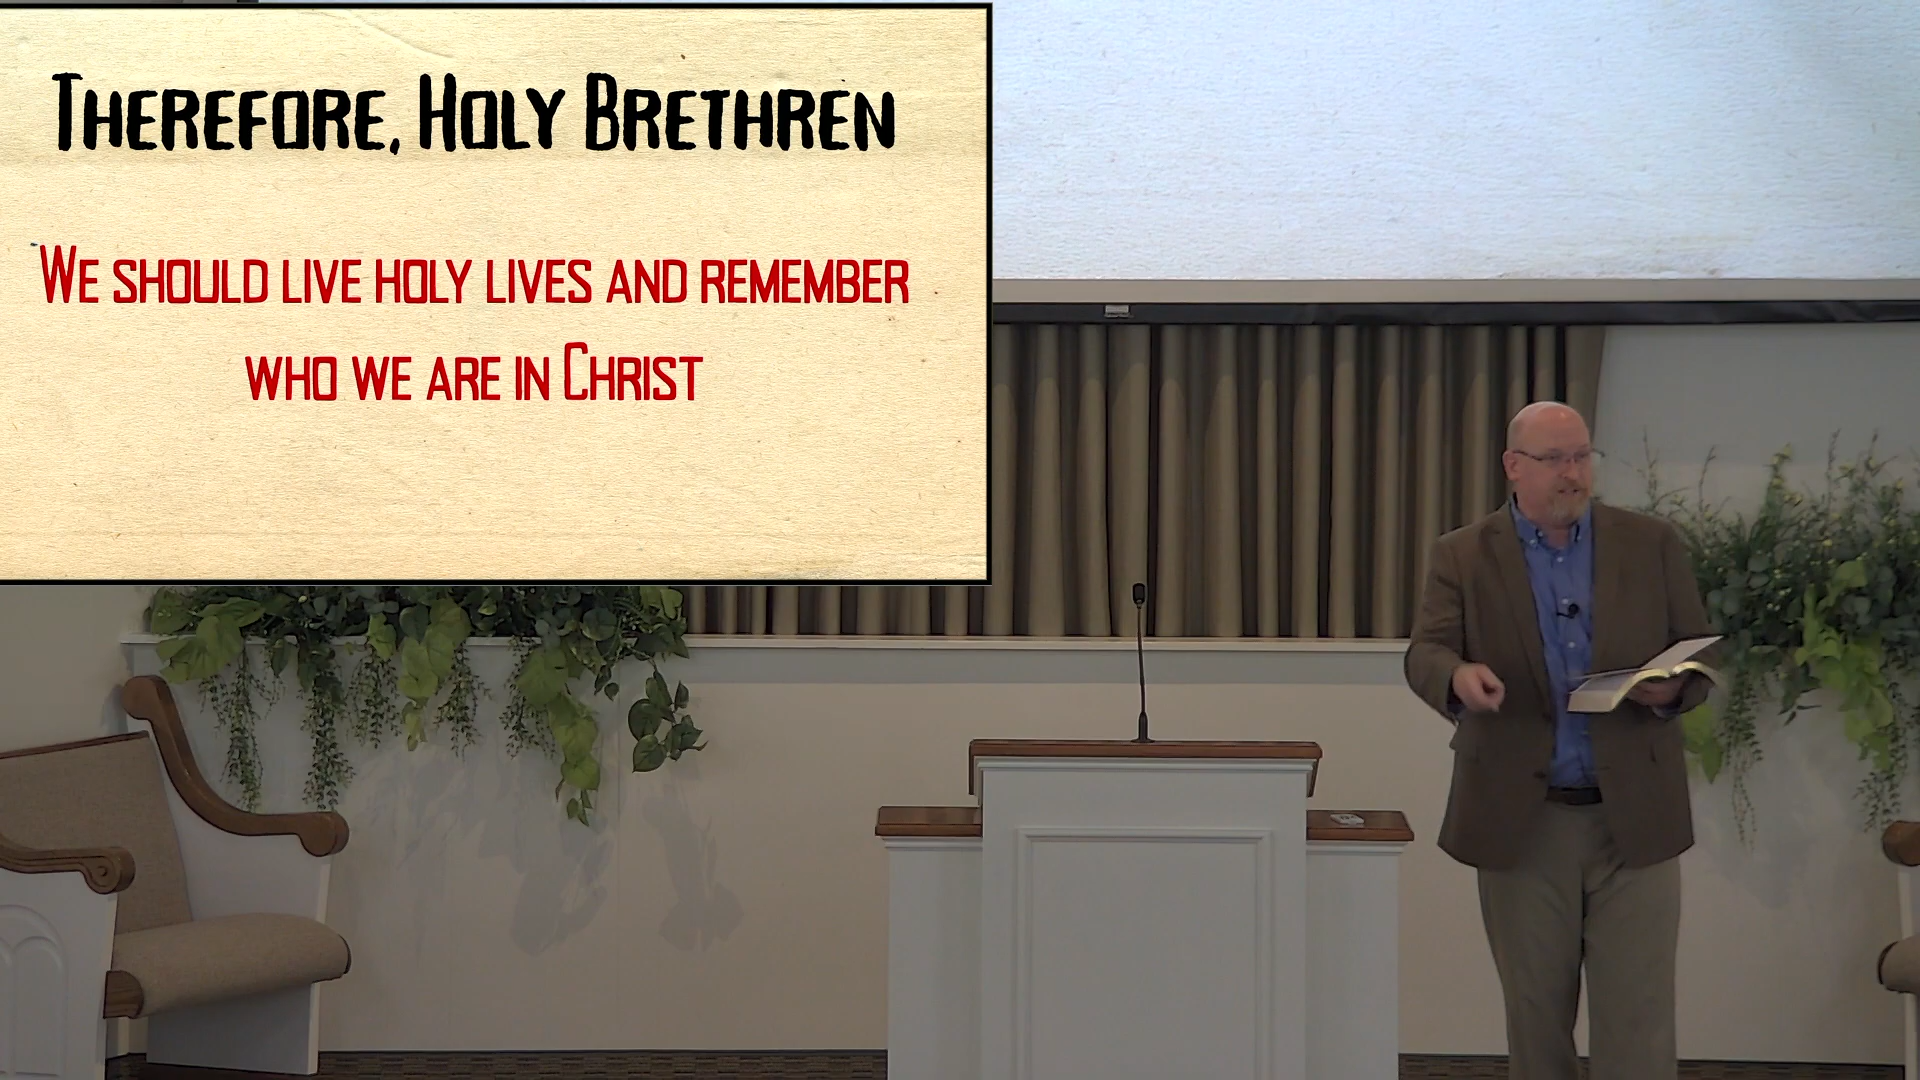 Therefore, Holy Brethren
We should live holy lives and remember
who we are in Christ